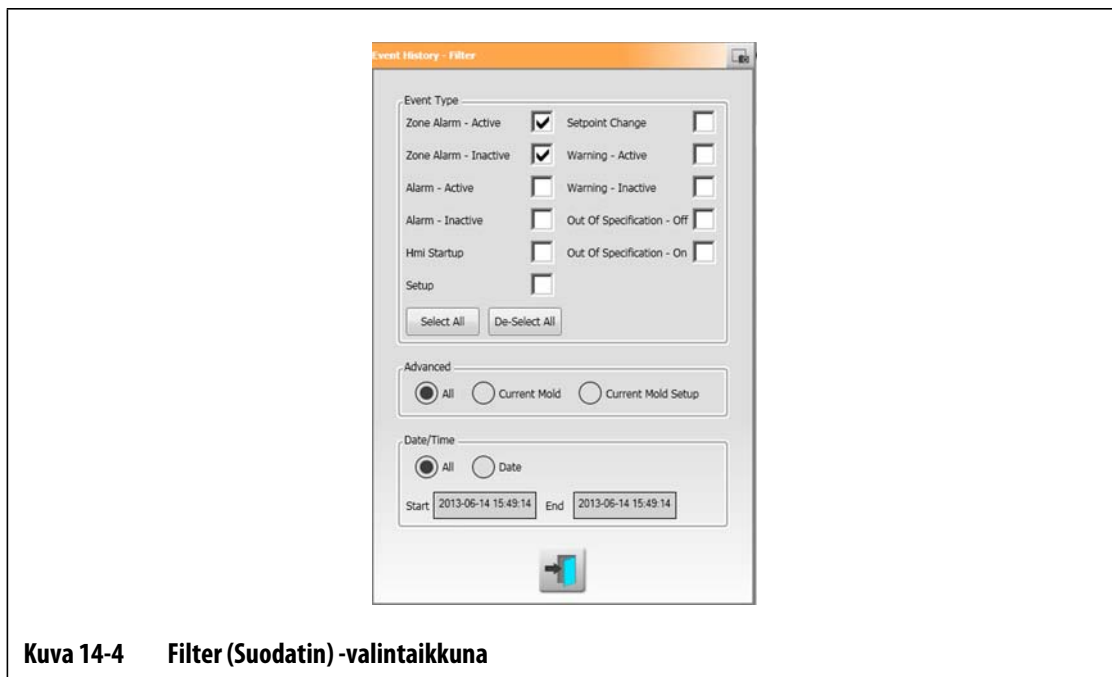 Event History - Filter
Event Type
Zone Alarm - Active Setpoint Change
Zone Alarm - Inactive Warning - Active
Alarm - Active Warning - Inactive
Alarm - Inactive Out Of Specification - Off
Hmi Startup Out Of Specification - On
Setup
Select All De-Select All
Advanced
All Current Mold Current Mold Setup
Date/Time
All Date
Start 2013-06-14 15:49:14 End 2013-06-14 15:49:14
Kuva 14-4 Filter (Suodatin) -valintaikkuna